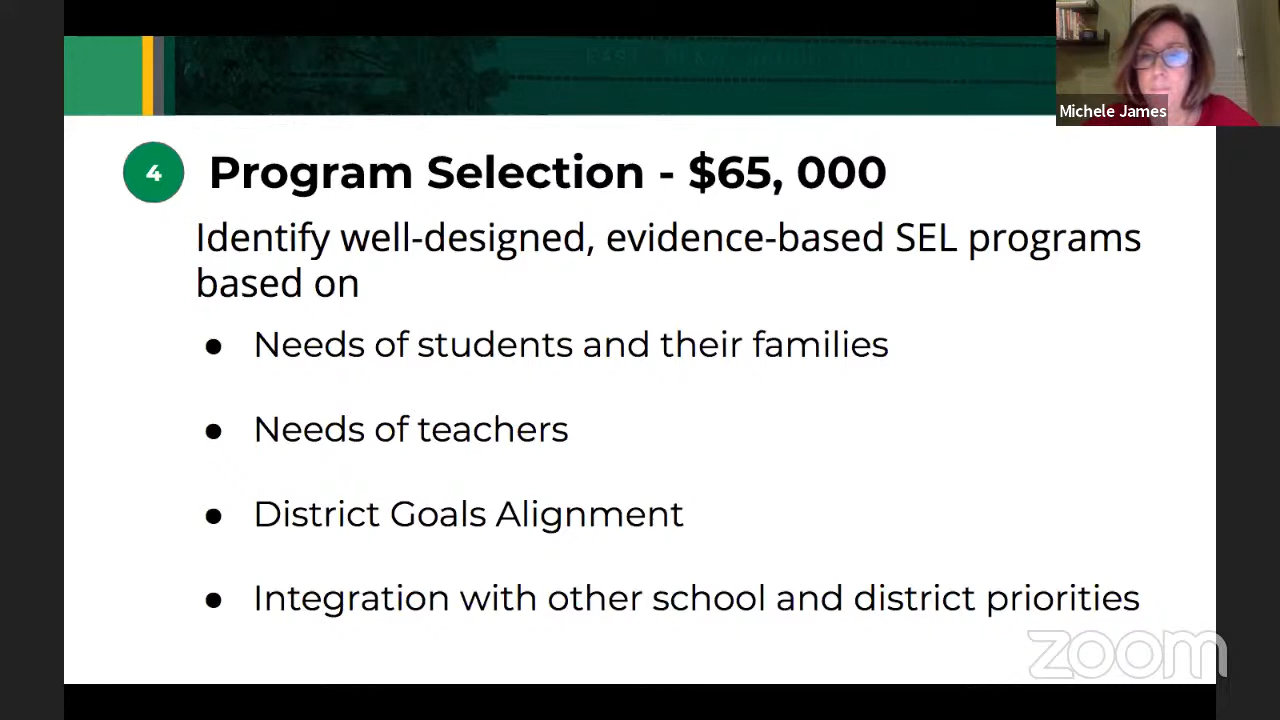 Michele James
4
Program Selection - $65, 000
Identify well-designed, evidence-based SEL programs
based on
● Needs of students and their families
● Needs of teachers
● District Goals Alignment
● Integration with other school and district priorities
zoom